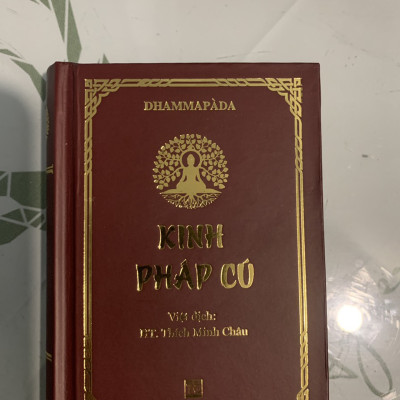 DHAMMAPÀDA
KINH
PHÁP CÚ
Việt dịch:
HT. Thích Minh Châu